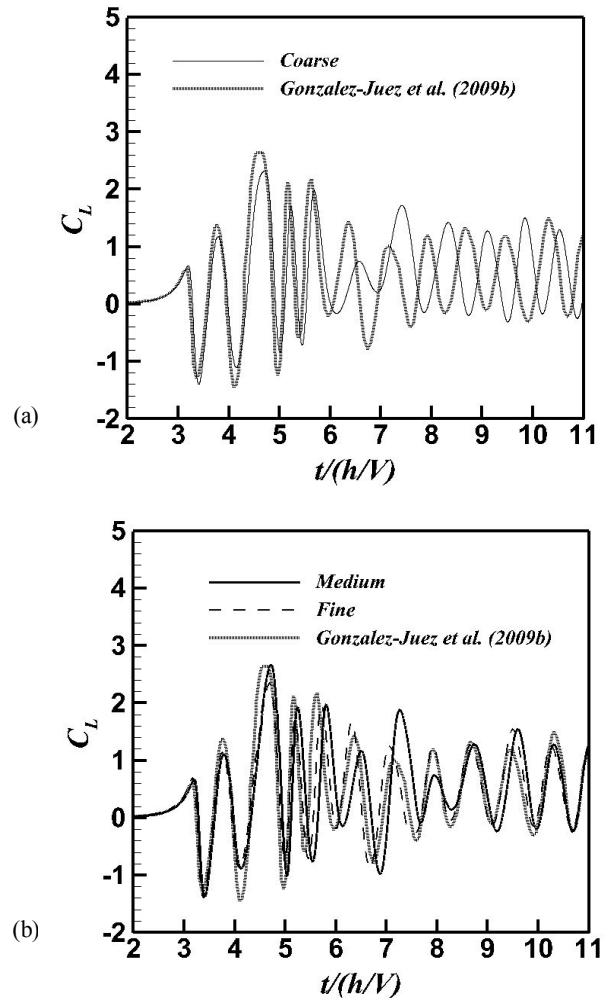 5
4
3
2
1
0
-1
-2
C_L
Coarse
Gonzalez-Juez et al. (2009b)
2 3 4 5 6 7 8 9 10 11
t/(h/V)
(a)
5
4
3
2
1
0
-1
-2
C_L
Medium
Fine
Gonzalez-Juez et al. (2009b)
2 3 4 5 6 7 8 9 10 11
t/(h/V)
(b)